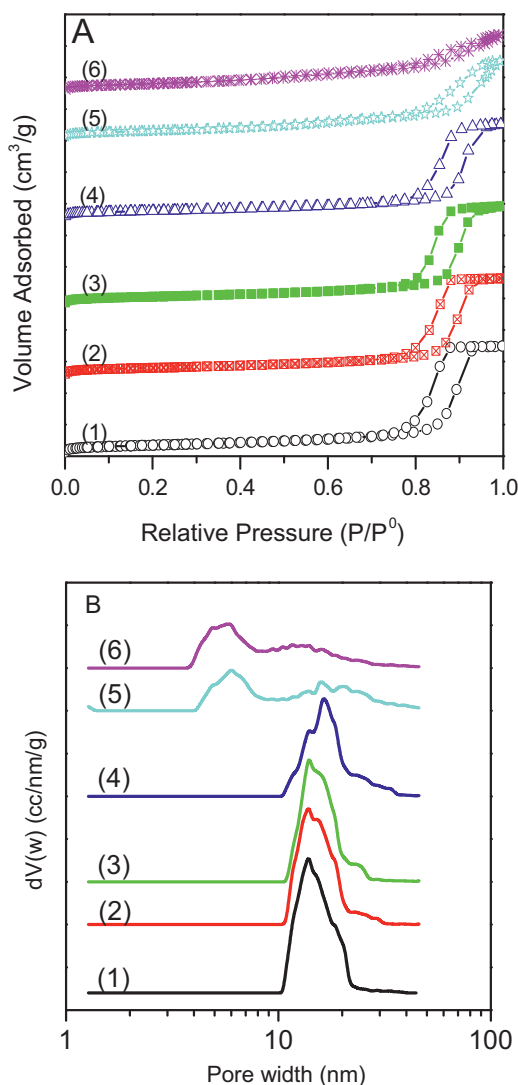 A
(6)
(5)
(4)
(3)
(2)
(1)
Volume Adsorbed (cm³/g)
0.0 0.2 0.4 0.6 0.8 1.0
Relative Pressure (P/P⁰)
B
(6)
(5)
(4)
(3)
(2)
(1)
dV(w) (cc/nm/g)
1 10 100
Pore width (nm)